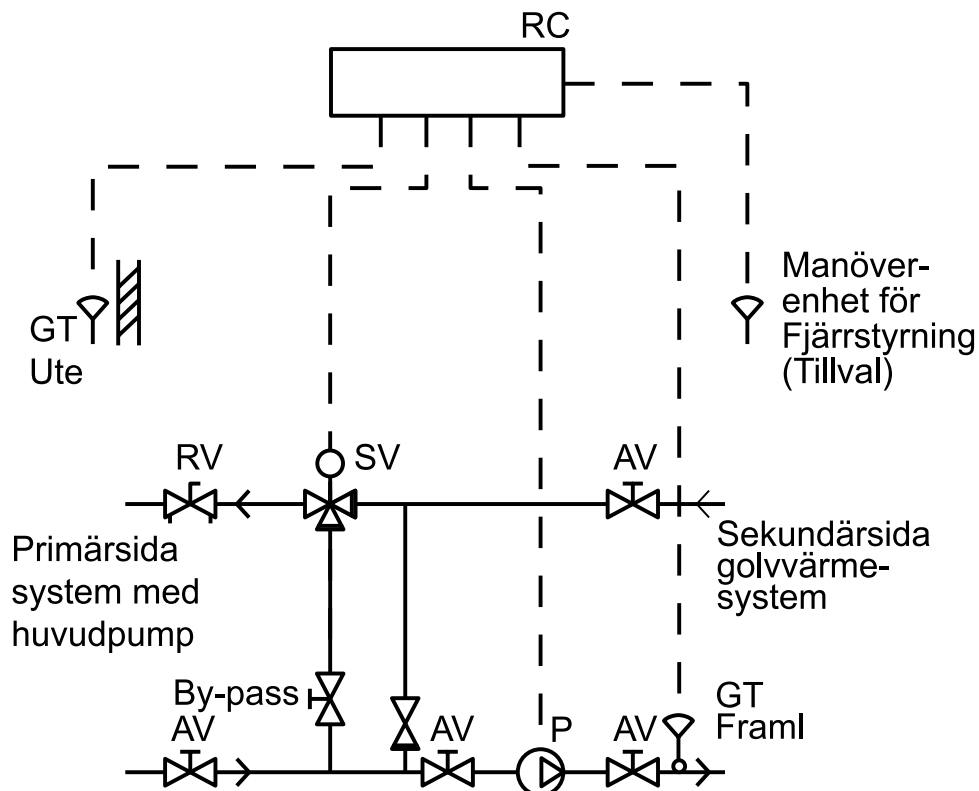 RC
GT
Ute
Manöver-
enhet för
Fjärrstyrning
(Tillval)
RV
SV
AV
Primärsida
system med
huvudpump
Sekundärsida
golvvärme-
system
By-pass
AV
AV
P
AV
GT
Framl